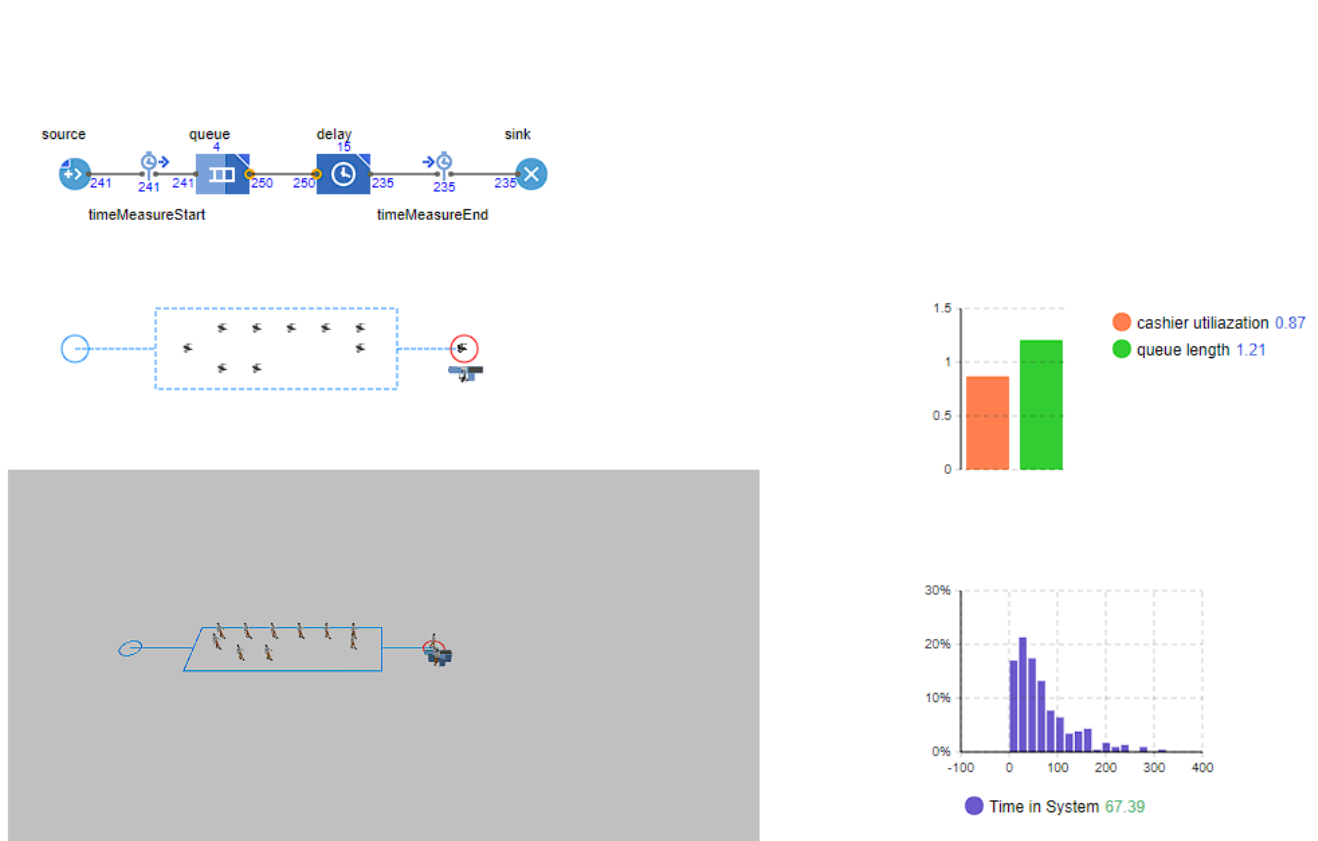 source queue delay sink
4 15
241 241 241 250 250 235 235 235
timeMeasureStart timeMeasureEnd
1.5
1
0.5
0
cashier utiliazation 0.87
queue length 1.21
30%
20%
10%
0%
-100 0 100 200 300 400
Time in System 67.39